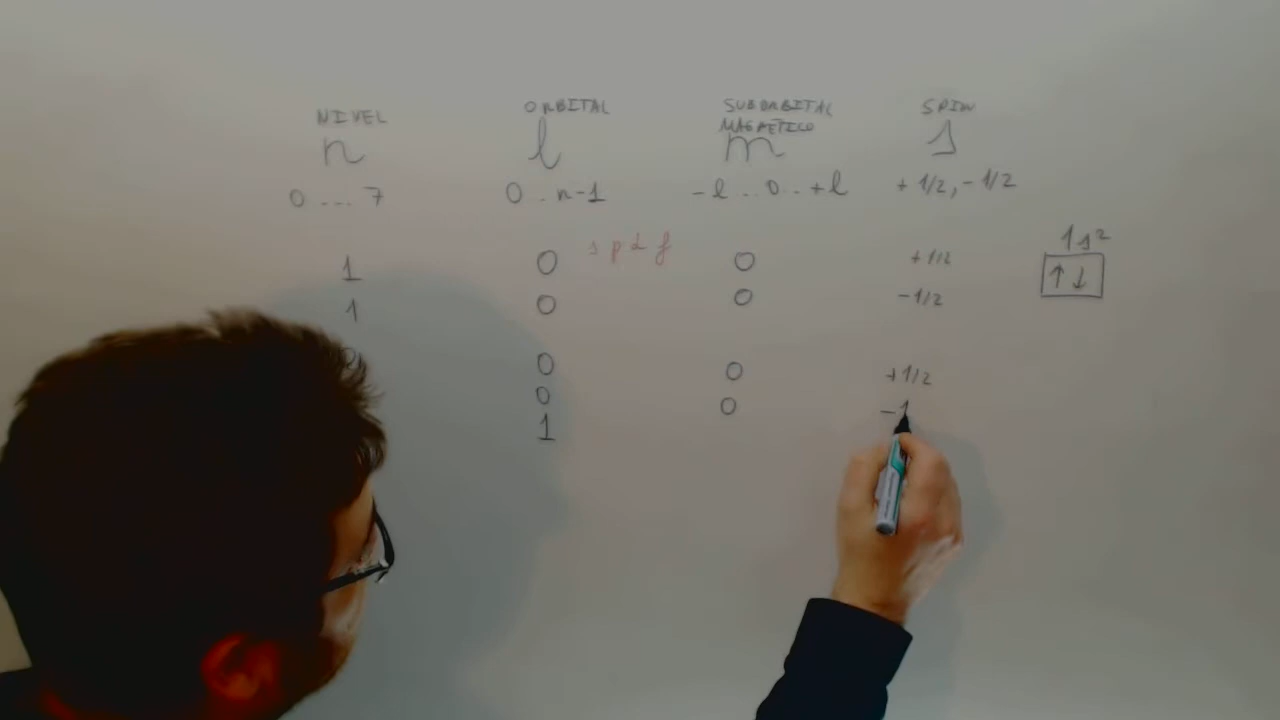 NIVEL ORBITAL SUBORBITAL SPIN
MAGNETICO
n l m s
0 ... 7 0 .. n-1 -l .. 0 .. +l + 1/2, - 1/2
s p d f
1s²
1 0 0 +1/2
↑ ↓
1 0 0 -1/2
0 0 +1/2
0 0 -1
1